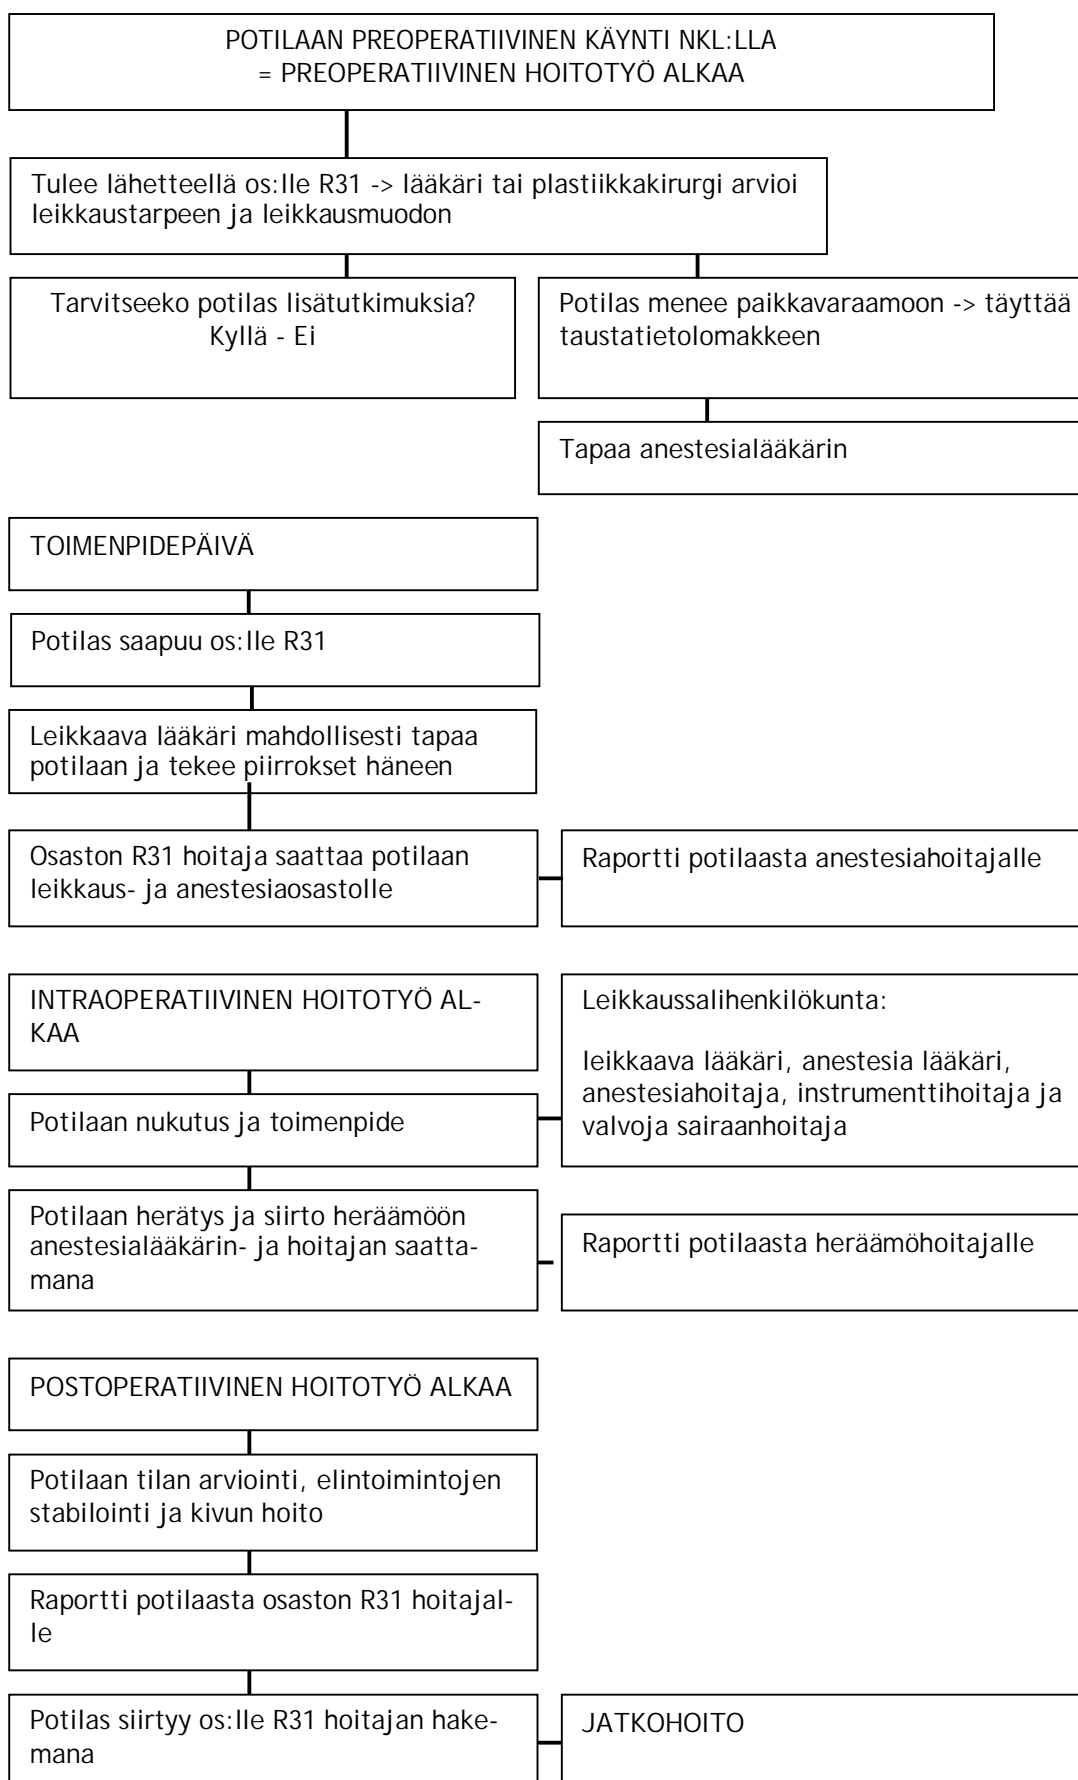 POTILAAN PREOPERATIIVINEN KÄYNTI NKL:LLA
= PREOPERATIIVINEN HOITOTYÖ ALKAA
Tulee lähetteellä os:lle R31 -> lääkäri tai plastiikkakirurgi arvioi
leikkaustarpeen ja leikkausmuodon
Tarvitseeko potilas lisätutkimuksia?
Kyllä - Ei
Potilas menee paikkavaraamoon -> täyttää
taustatietolomakkeen
Tapaa anestesialääkärin
TOIMENPIDEPÄIVÄ
Potilas saapuu os:lle R31
Leikkaava lääkäri mahdollisesti tapaa
potilaan ja tekee piirrokset häneen
Osaston R31 hoitaja saattaa potilaan
leikkaus- ja anestesiaosastolle
Raportti potilaasta anestesiahoitajalle
INTRAOPERATIIVINEN HOITOTYÖ AL-
KAA
Leikkaussalihenkilökunta:
leikkaava lääkäri, anestesia lääkäri,
anestesiahoitaja, instrumenttihoitaja ja
valvoja sairaanhoitaja
Potilaan nukutus ja toimenpide
Potilaan herätys ja siirto heräämöön
anestesialääkärin- ja hoitajan saatta-
mana
Raportti potilaasta heräämöhoitajalle
POSTOPERATIIVINEN HOITOTYÖ ALKAA
Potilaan tilan arviointi, elintoimintojen
stabilointi ja kivun hoito
Raportti potilaasta osaston R31 hoitajal-
le
Potilas siirtyy os:lle R31 hoitajan hake-
mana
JATKOHOITO